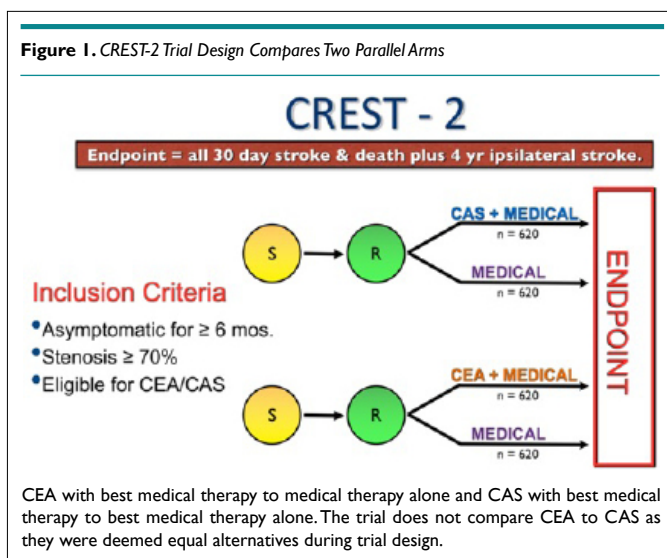 Figure 1. CREST-2 Trial Design Compares Two Parallel Arms
CREST - 2
Endpoint = all 30 day stroke & death plus 4 yr ipsilateral stroke.
CAS + MEDICAL
n = 620
S
R
MEDICAL
n = 620
Inclusion Criteria
•Asymptomatic for ≥ 6 mos.
•Stenosis ≥ 70%
•Eligible for CEA/CAS
CEA + MEDICAL
n = 620
S
R
MEDICAL
n = 620
ENDPOINT
CEA with best medical therapy to medical therapy alone and CAS with best medical
therapy to best medical therapy alone. The trial does not compare CEA to CAS as
they were deemed equal alternatives during trial design.